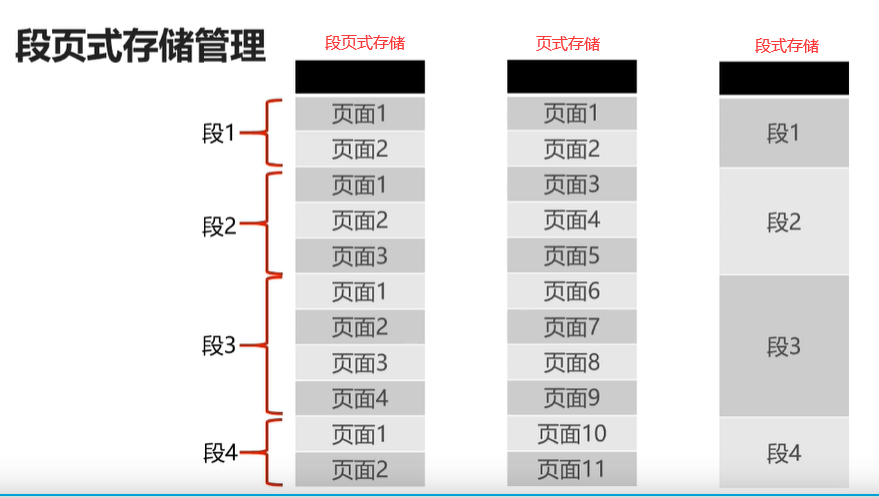 段页式存储管理
段页式存储
页式存储
段式存储
段1
页面1
页面2
段2
页面1
页面2
页面3
段3
页面1
页面2
页面3
页面4
段4
页面1
页面2
页面1
页面2
页面3
页面4
页面5
页面6
页面7
页面8
页面9
页面10
页面11
段1
段2
段3
段4